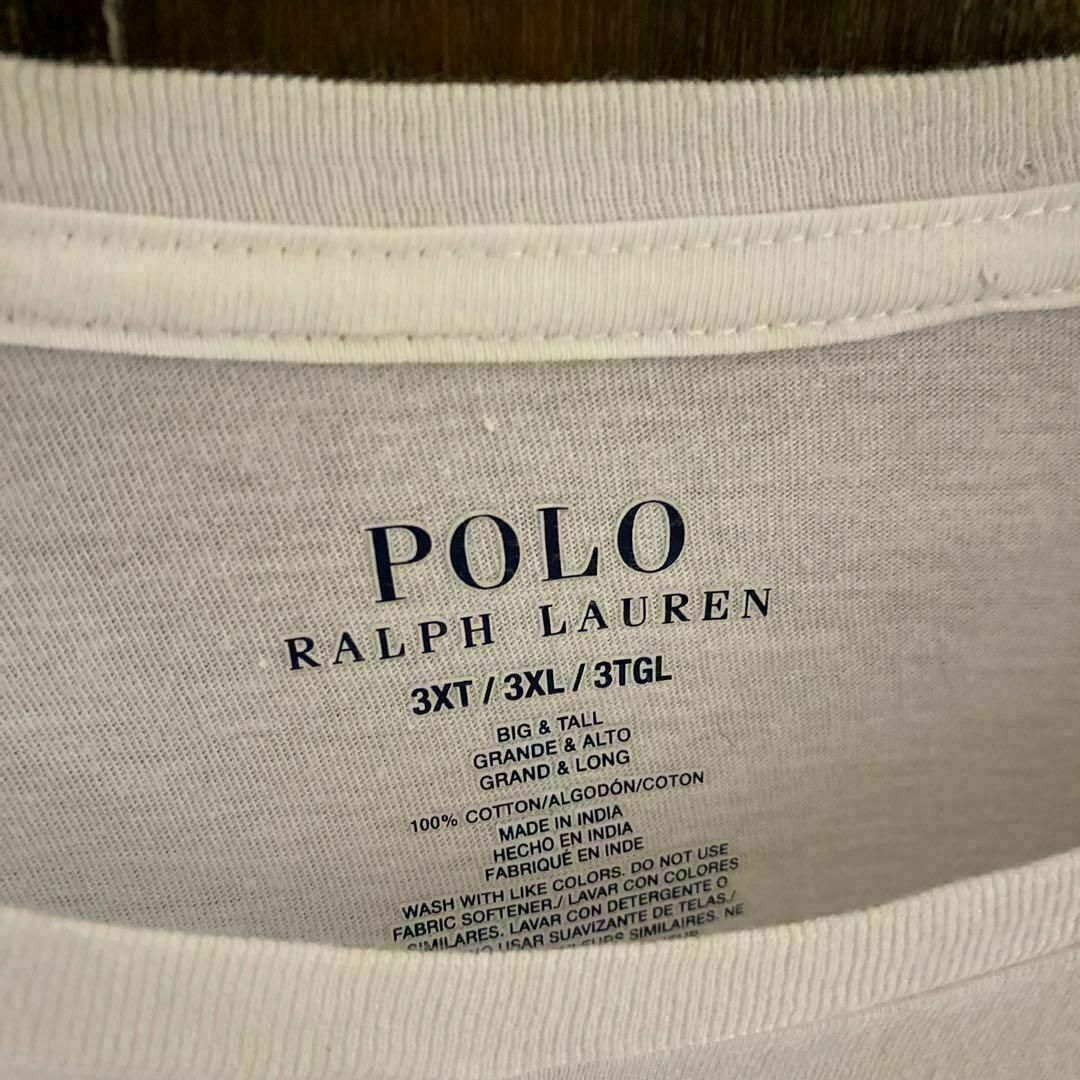 POLO
RALPH LAUREN
3XT / 3XL / 3TGL
BIG & TALL
GRANDE & ALTO
GRAND & LONG
100% COTTON/ALGODÓN/COTON
MADE IN INDIA
HECHO EN INDIA
FABRIQUÉ EN INDE
WASH WITH LIKE COLORS. DO NOT USE
FABRIC SOFTENER./ LAVAR CON COLORES
SIMILARES. LAVAR CON DETERGENTE O
USAR SUAVIZANTE DE TELAS./
SIMILAIRES. NE